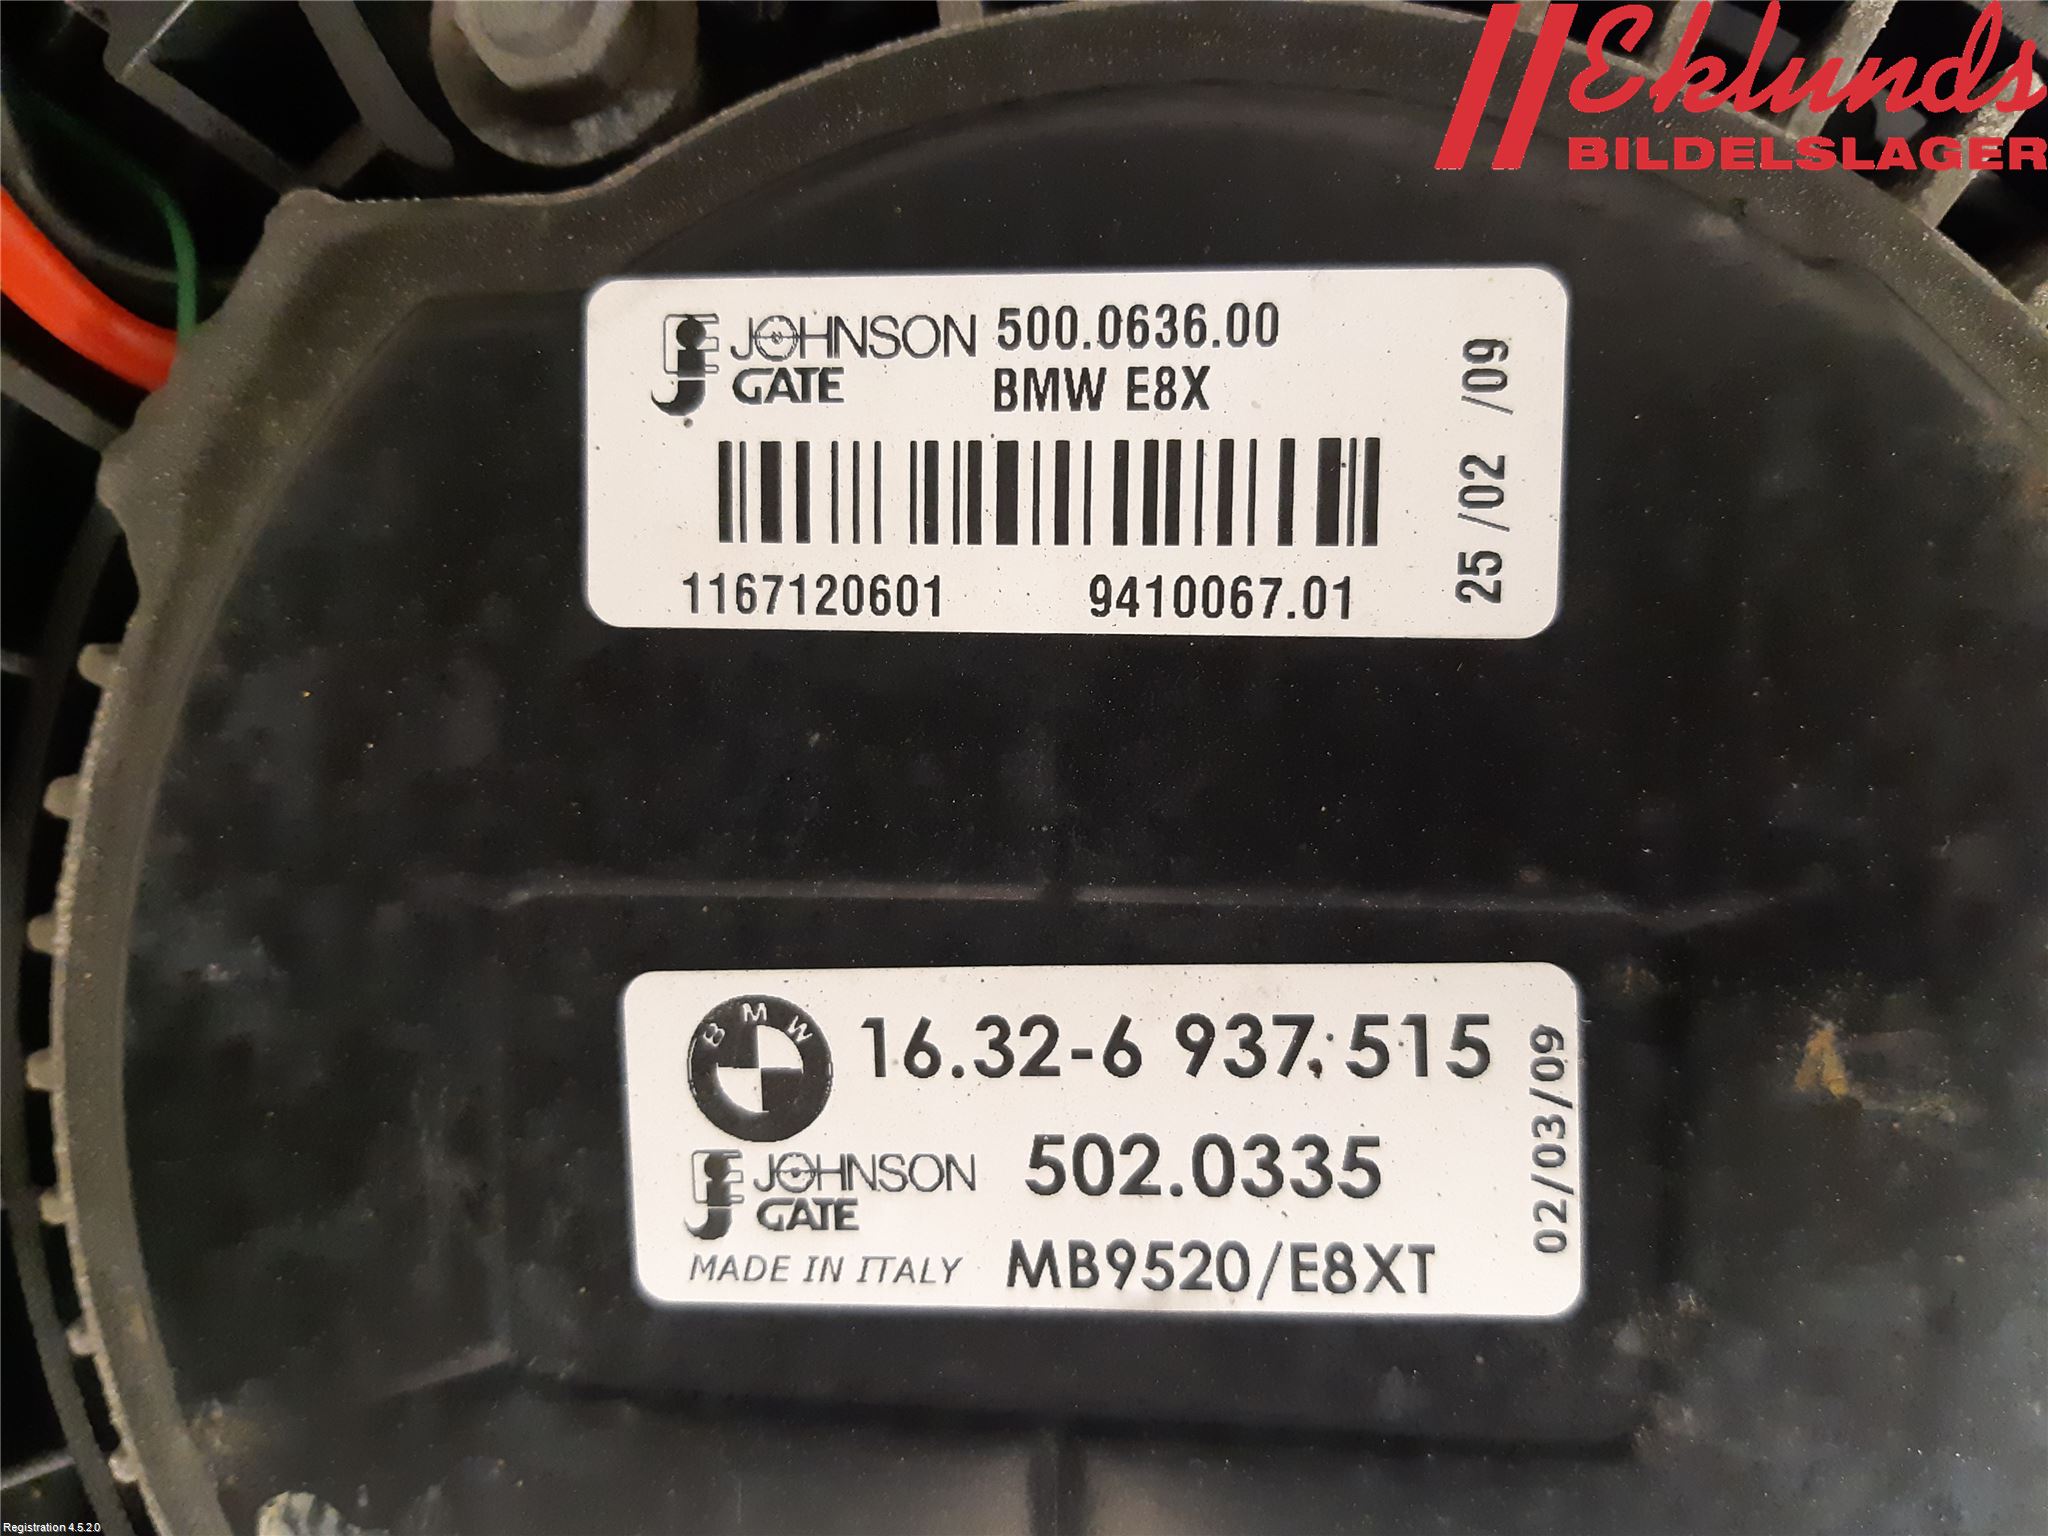 Eklunds
BILDELSLAGER
JOHNSON 500.0636.00
GATE BMW E8X
1167120601 9410067.01
25 /02 /09
BMW 16.32-6 937.515
JOHNSON 502.0335
GATE
MADE IN ITALY MB9520/E8XT
02/03/09
Registration 4.5.2.0